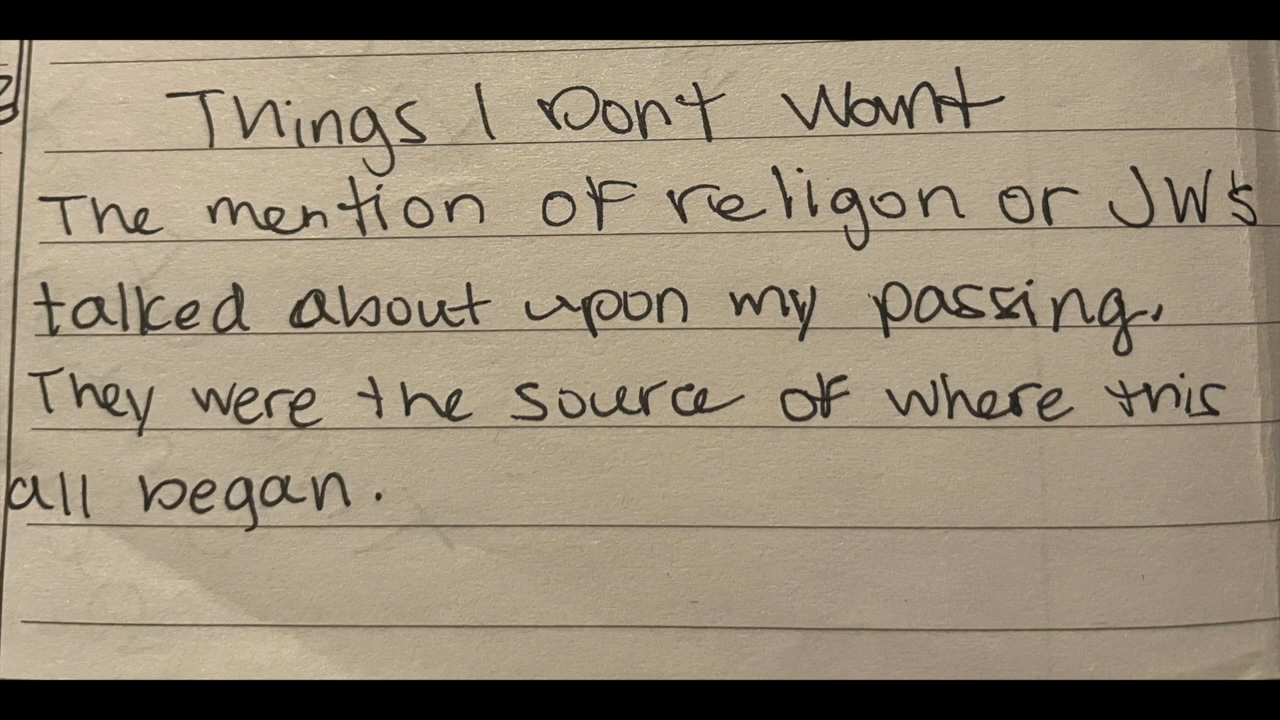 Things I Don't Want
The mention of religon or JW's
talked about upon my passing.
They were the source of where this
all began.